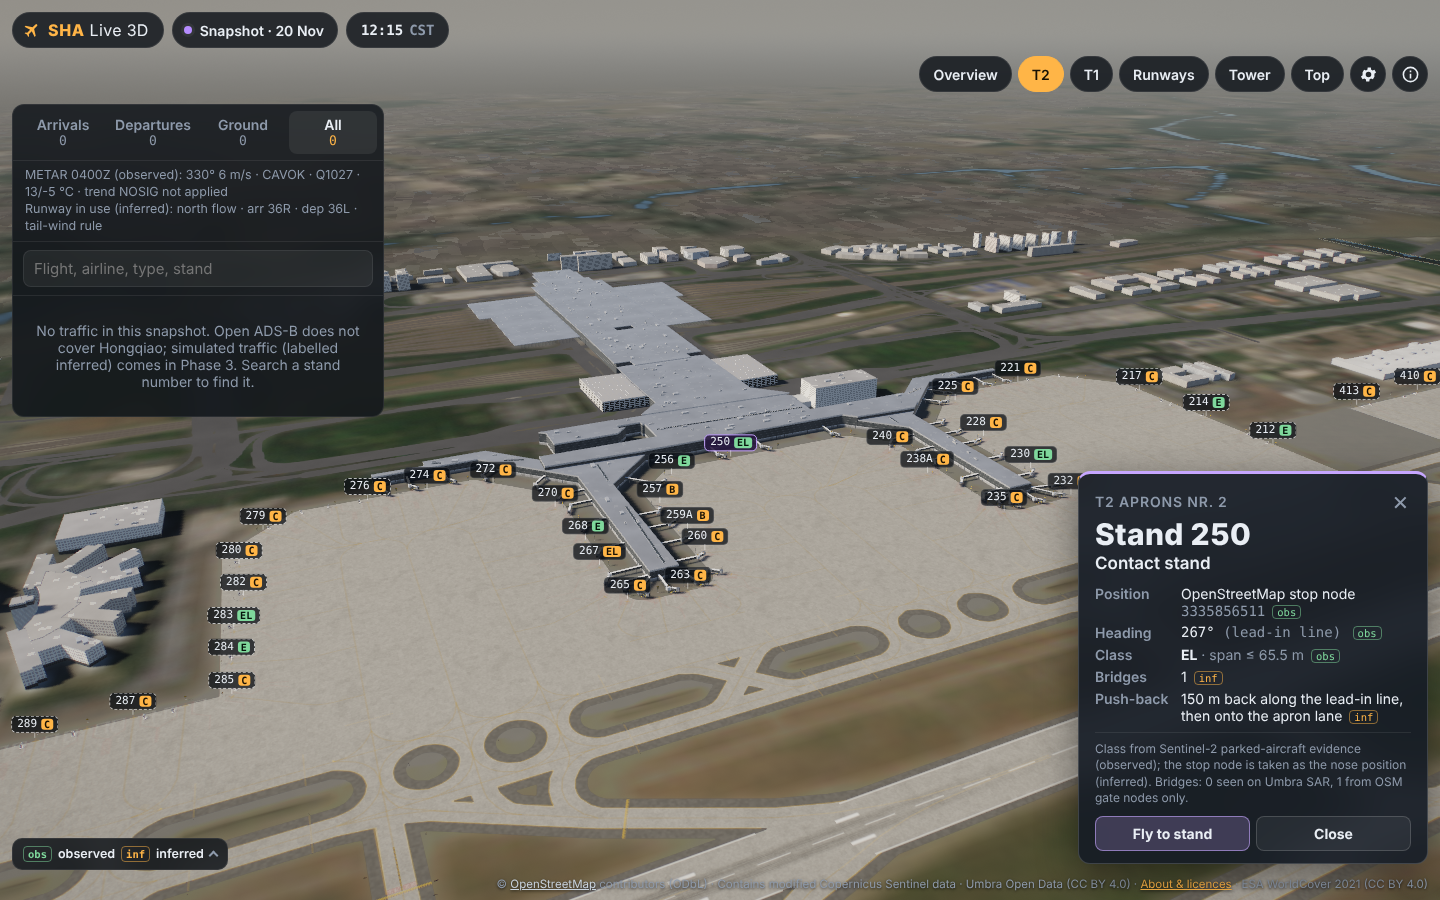 SHA Live 3D
Snapshot · 20 Nov
12:15 CST
Overview
T2
T1
Runways
Tower
Top
Arrivals
0
Departures
0
Ground
0
All
0
METAR 0400Z (observed): 330° 6 m/s · CAVOK · Q1027 ·
13/-5 °C · trend NOSIG not applied
Runway in use (inferred): north flow · arr 36R · dep 36L ·
tail-wind rule
Flight, airline, type, stand
No traffic in this snapshot. Open ADS-B does not
cover Hongqiao; simulated traffic (labelled
inferred) comes in Phase 3. Search a stand
number to find it.
221 C
217 C
410 C
225 C
413 C
214 E
228 C
212 E
240 C
250 EL
230 EL
238A C
256 E
272 C
274 C
232
276 C
257 B
270 C
235 C
259A B
279 C
268 E
260 C
280 C
267 EL
263 C
282 C
265 C
283 EL
284 E
285 C
287 C
289 C
T2 APRONS NR. 2
Stand 250
Contact stand
Position OpenStreetMap stop node
3335856511 obs
Heading 267° (lead-in line) obs
Class EL · span ≤ 65.5 m obs
Bridges 1 inf
Push-back 150 m back along the lead-in line,
then onto the apron lane inf
Class from Sentinel-2 parked-aircraft evidence
(observed); the stop node is taken as the nose position
(inferred). Bridges: 0 seen on Umbra SAR, 1 from OSM
gate nodes only.
Fly to stand
Close
obs observed inf inferred
© OpenStreetMap contributors (ODbL) · Contains modified Copernicus Sentinel data · Umbra Open Data (CC BY 4.0) · About & licences · ESA WorldCover 2021 (CC BY 4.0)